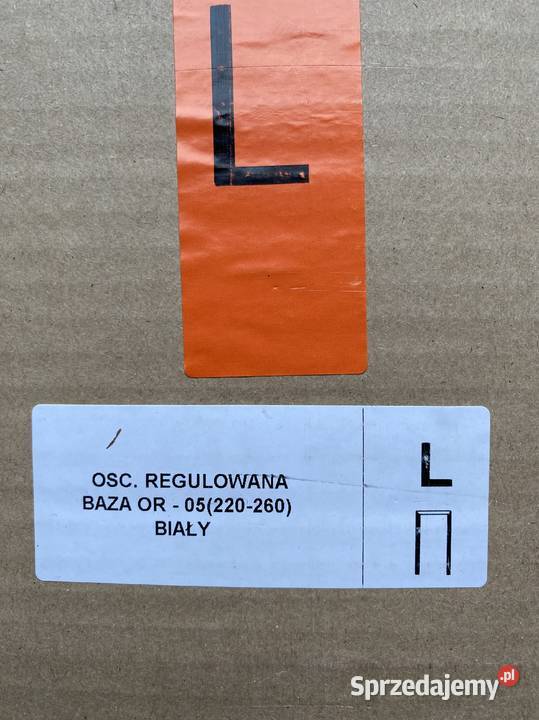 L
OSC. REGULOWANA
BAZA OR - 05(220-260)
BIAŁY
L
Sprzedajemy.pl